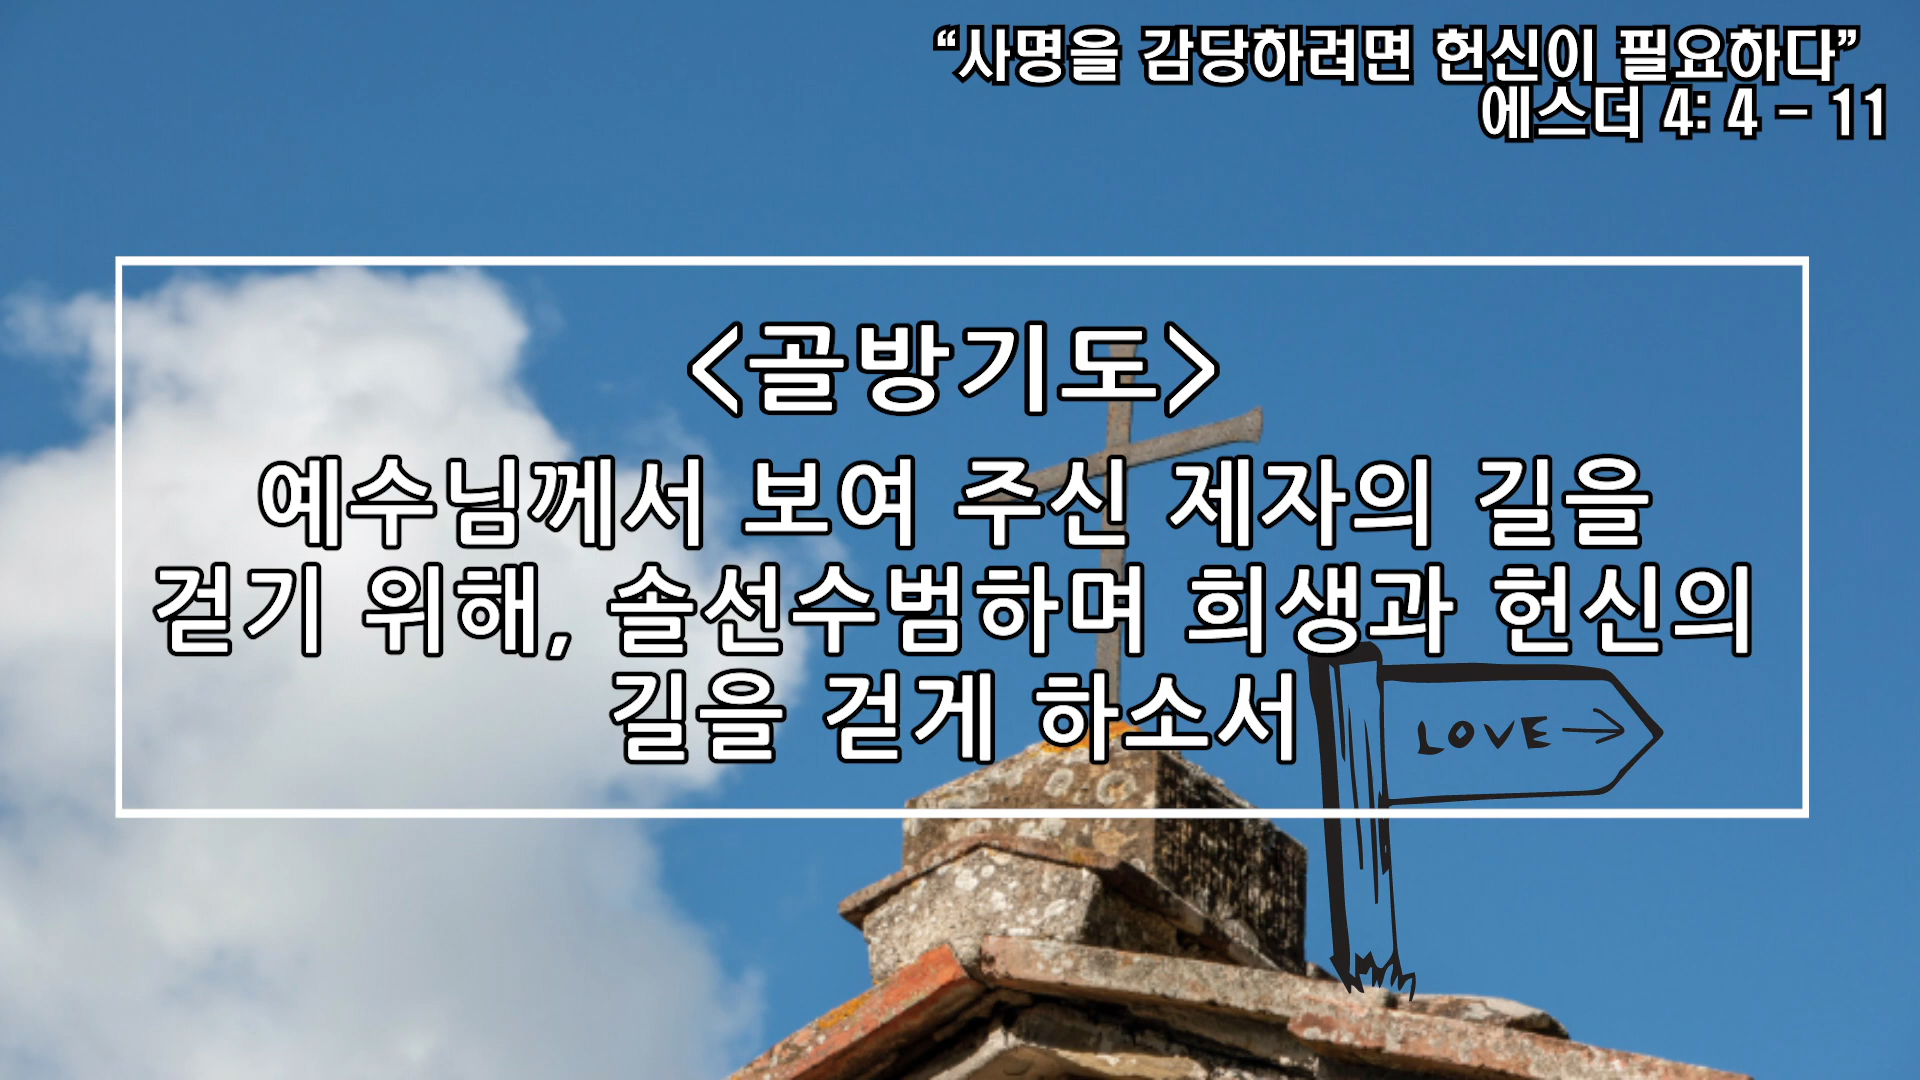 “사명을 감당하려면 헌신이 필요하다”
에스더 4: 4 – 11
<골방기도>
예수님께서 보여 주신 제자의 길을
걷기 위해, 솔선수범하며 희생과 헌신의
길을 걷게 하소서
LOVE→